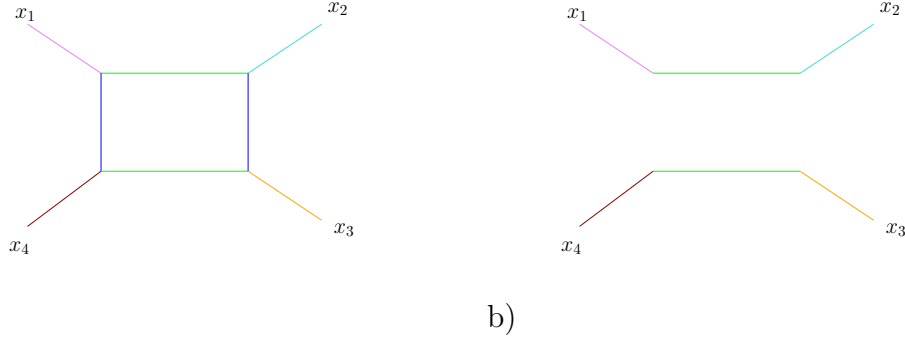 x₁ x₂ x₁ x₂
x₄ x₃ x₄ x₃
b)